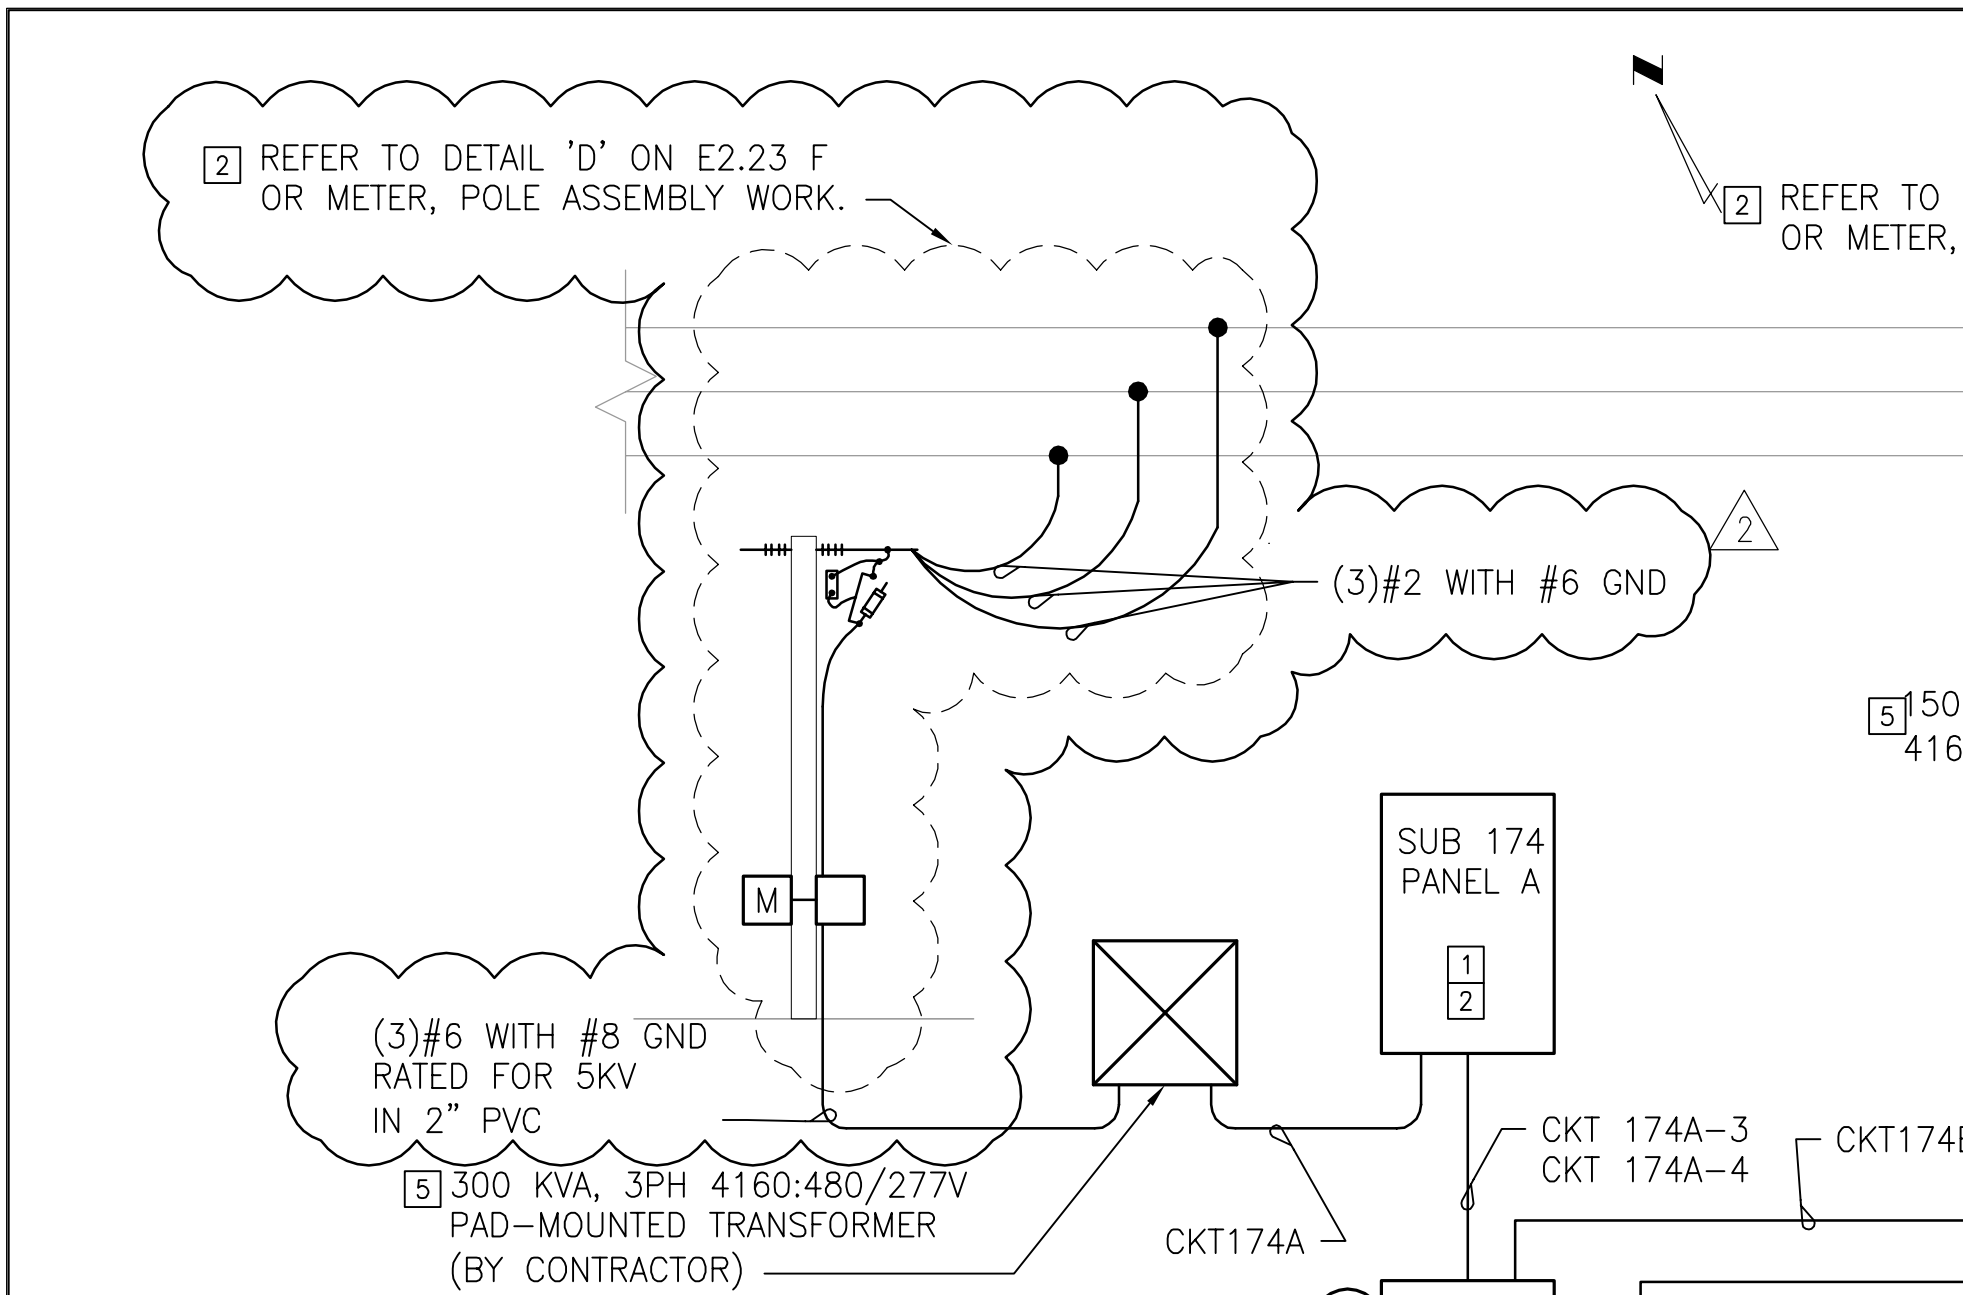 2 REFER TO DETAIL 'D' ON E2.23 F
OR METER, POLE ASSEMBLY WORK.
2 REFER TO
OR METER,
2
(3)#2 WITH #6 GND
5 150
416
SUB 174
PANEL A
1
2
M
(3)#6 WITH #8 GND
RATED FOR 5KV
IN 2" PVC
5 300 KVA, 3PH 4160:480/277V
PAD-MOUNTED TRANSFORMER
(BY CONTRACTOR)
CKT174A
CKT 174A-3
CKT 174A-4
CKT174B